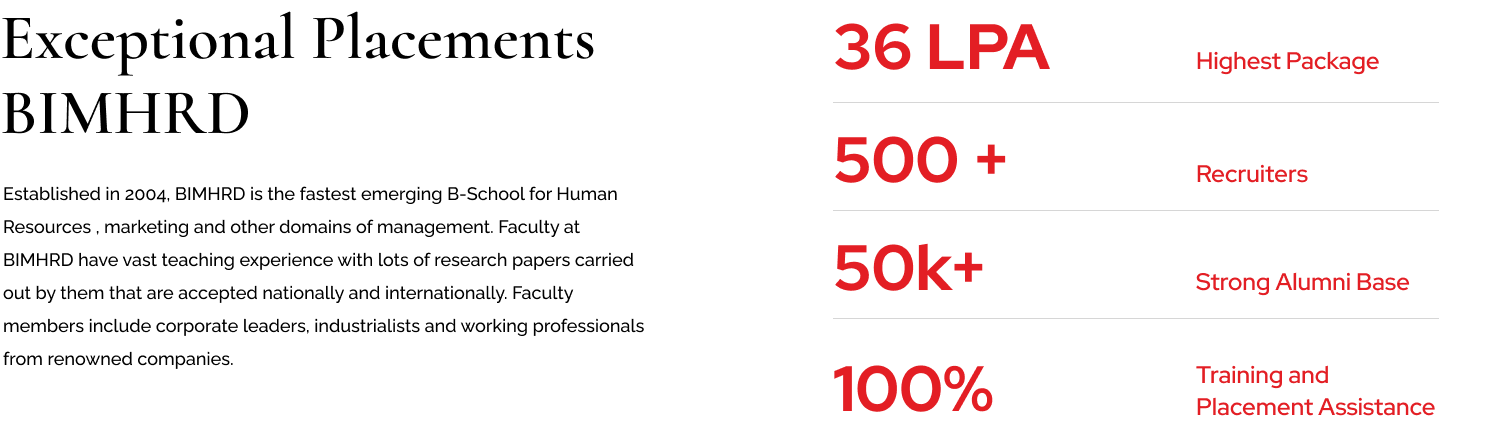 Exceptional Placements
BIMHRD
Established in 2004, BIMHRD is the fastest emerging B-School for Human
Resources , marketing and other domains of management. Faculty at
BIMHRD have vast teaching experience with lots of research papers carried
out by them that are accepted nationally and internationally. Faculty
members include corporate leaders, industrialists and working professionals
from renowned companies.
36 LPA
Highest Package
500 +
Recruiters
50k+
Strong Alumni Base
100%
Training and
Placement Assistance